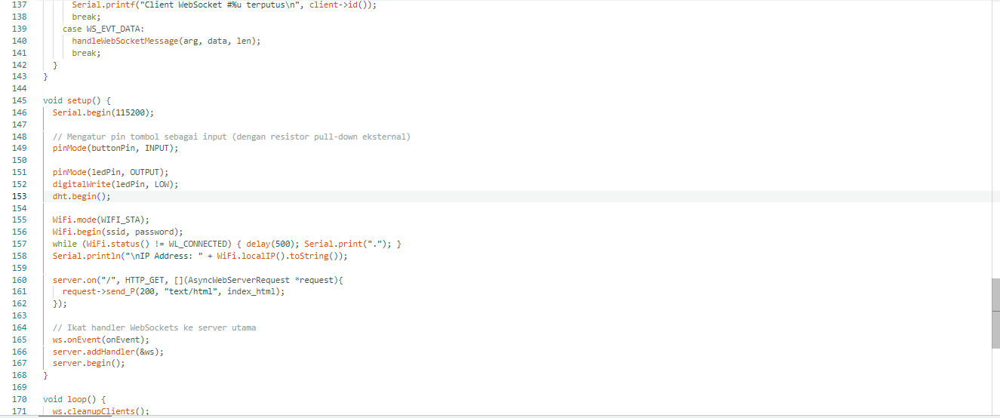 137 Serial.printf("Client WebSocket #%u terputus\n", client->id());
138 break;
139 case WS_EVT_DATA:
140 handleWebSocketMessage(arg, data, len);
141 break;
142 }
143 }
144
145 void setup() {
146 Serial.begin(115200);
147
148 // Mengatur pin tombol sebagai input (dengan resistor pull-down eksternal)
149 pinMode(buttonPin, INPUT);
150
151 pinMode(ledPin, OUTPUT);
152 digitalWrite(ledPin, LOW);
153 dht.begin();
154
155 WiFi.mode(WIFI_STA);
156 WiFi.begin(ssid, password);
157 while (WiFi.status() != WL_CONNECTED) { delay(500); Serial.print("."); }
158 Serial.println("\nIP Address: " + WiFi.localIP().toString());
159
160 server.on("/", HTTP_GET, [](AsyncWebServerRequest *request){
161 request->send_P(200, "text/html", index_html);
162 });
163
164 // Ikat handler WebSockets ke server utama
165 ws.onEvent(onEvent);
166 server.addHandler(&ws);
167 server.begin();
168 }
169
170 void loop() {
171 ws.cleanupClients();